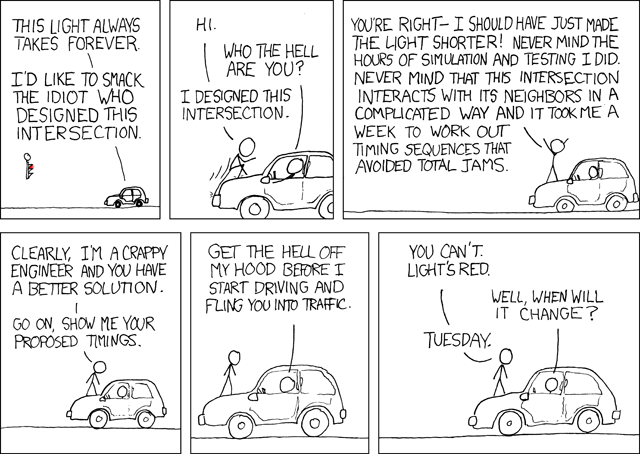 THIS LIGHT ALWAYS
TAKES FOREVER.
I'D LIKE TO SMACK
THE IDIOT WHO
DESIGNED THIS
INTERSECTION.
HI.
WHO THE HELL
ARE YOU?
I DESIGNED THIS
INTERSECTION.
YOU'RE RIGHT— I SHOULD HAVE JUST MADE
THE LIGHT SHORTER! NEVER MIND THE
HOURS OF SIMULATION AND TESTING I DID.
NEVER MIND THAT THIS INTERSECTION
INTERACTS WITH ITS NEIGHBORS IN A
COMPLICATED WAY AND IT TOOK ME A
WEEK TO WORK OUT
TIMING SEQUENCES THAT
AVOIDED TOTAL JAMS.
CLEARLY, I'M A CRAPPY
ENGINEER AND YOU HAVE
A BETTER SOLUTION.
GO ON, SHOW ME YOUR
PROPOSED TIMINGS.
GET THE HELL OFF
MY HOOD BEFORE I
START DRIVING AND
FLING YOU INTO TRAFFIC.
YOU CAN'T.
LIGHT'S RED.
WELL, WHEN WILL
IT CHANGE?
TUESDAY.